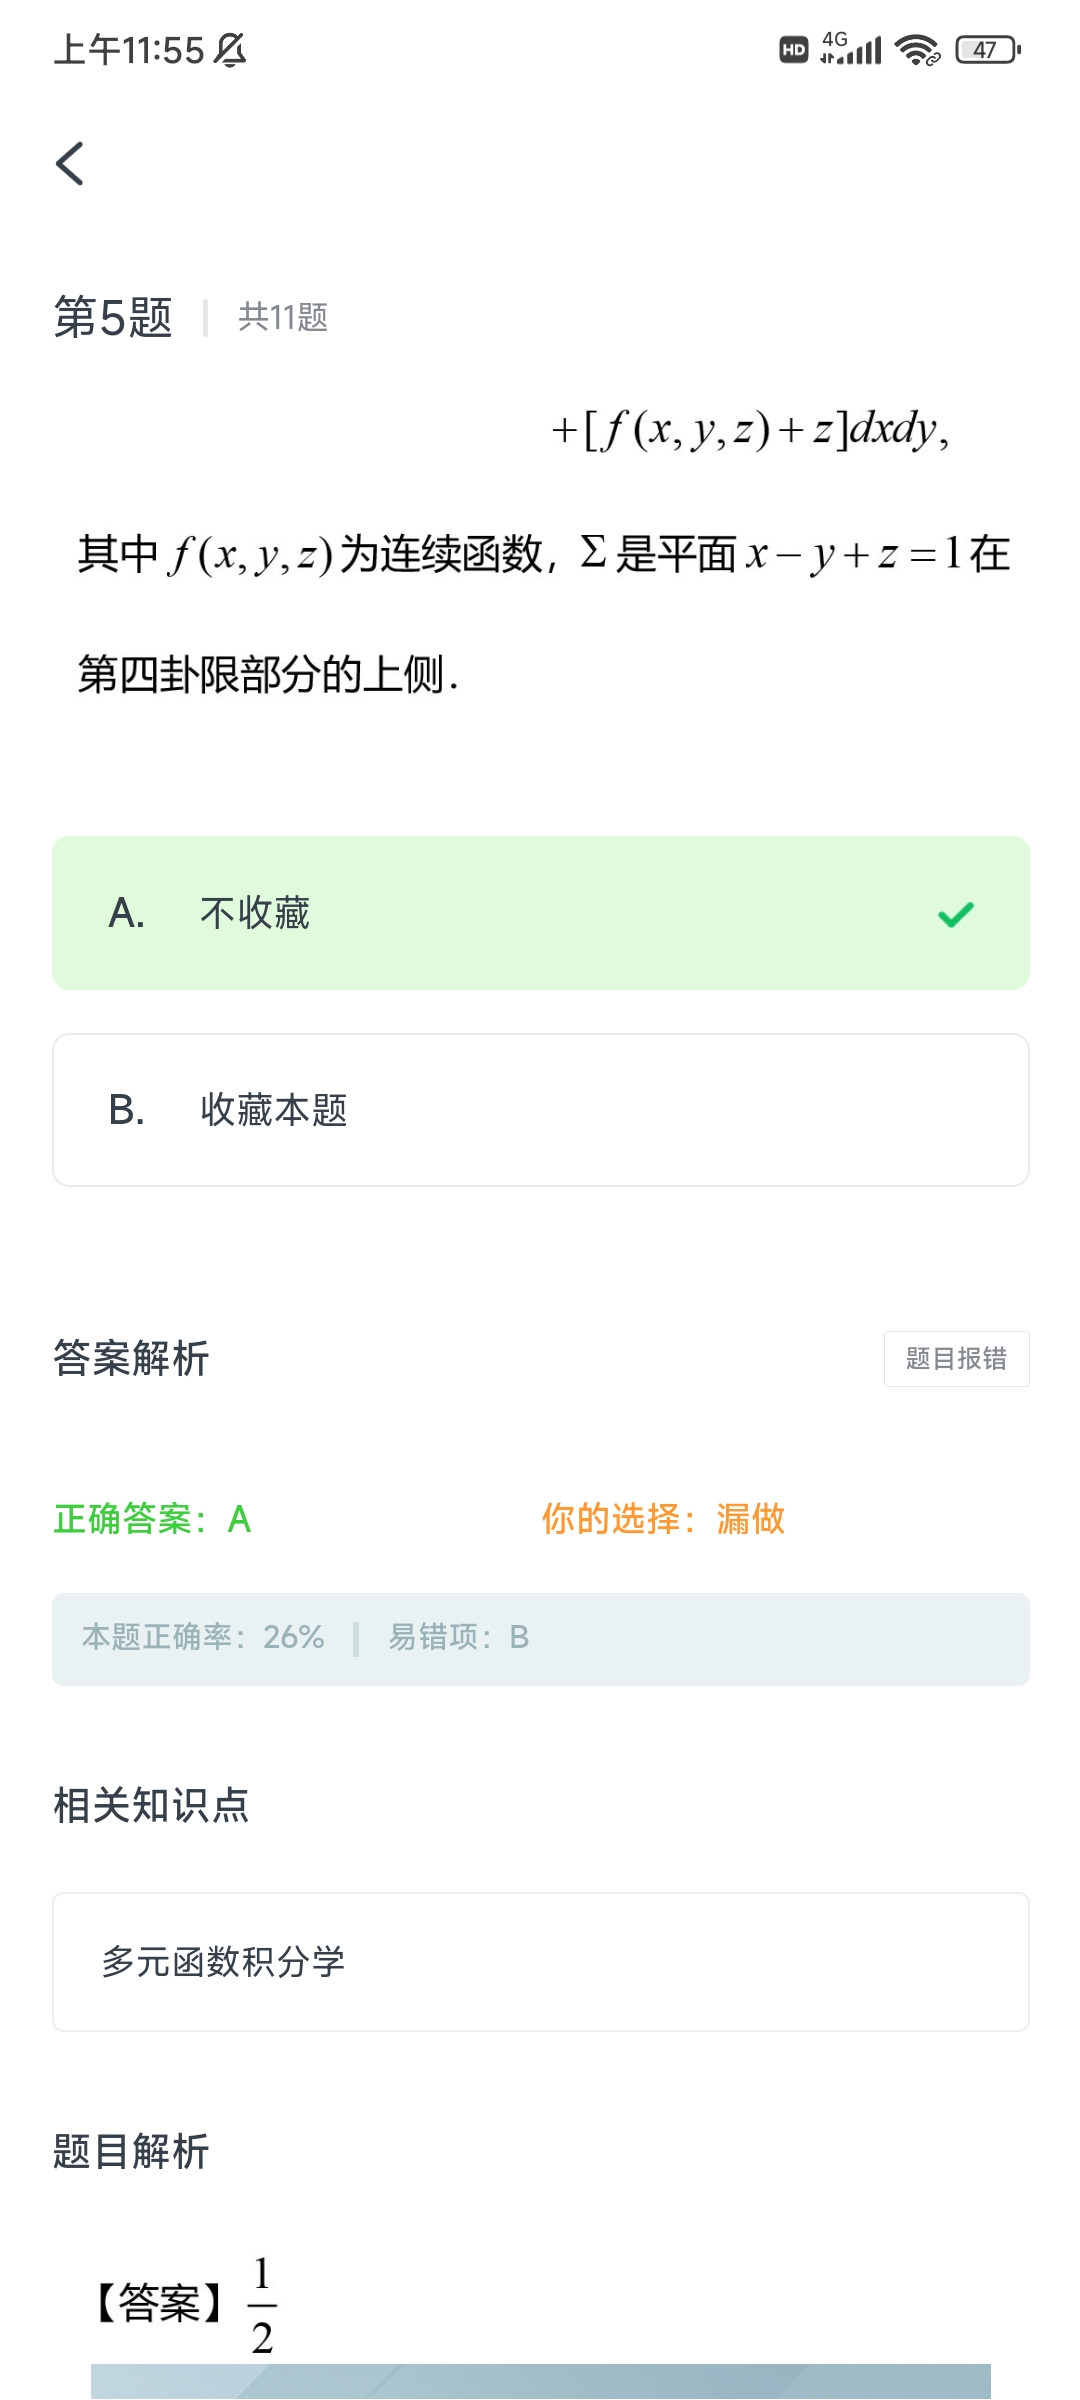 上午11:55
HD 4G 47
第5题 | 共11题
+[f(x, y, z)+z]dxdy,
其中f(x, y, z)为连续函数，Σ是平面x−y+z=1在
第四卦限部分的上侧.
A. 不收藏
B. 收藏本题
答案解析
题目报错
正确答案：A
你的选择：漏做
本题正确率：26% | 易错项：B
相关知识点
多元函数积分学
题目解析
【答案】1/2